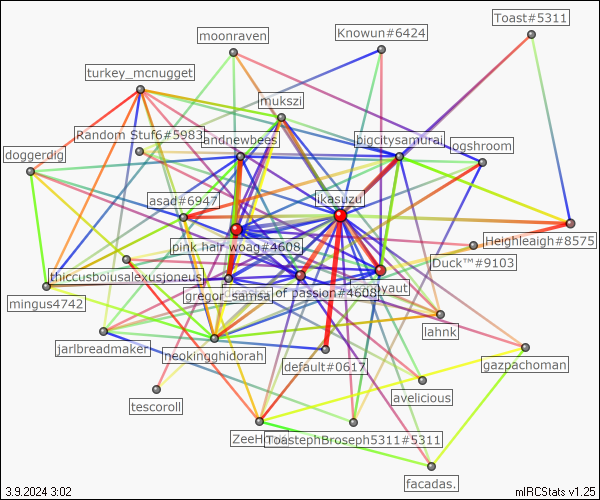 Toast#5311
Knowun#6424
moonraven
turkey_mcnugget
mukszi
Random Stuf6#5983
andnewbees
bigcitysamurai
ogshroom
doggerdig
asad#6947
ikasuzu
pink hair woag#4608
Heighleaigh#8575
Duck™#9103
thiccusboiusalexusjoneus
gregor_samsa
of passion#4608
yaut
mingus4742
lahnk
jarlbreadmaker
neokingghidorah
default#0617
gazpachoman
avelicious
tescoroll
ZeeH
ToastephBroseph5311#5311
facadas.
3.9.2024 3:02
mIRCStats v1.25